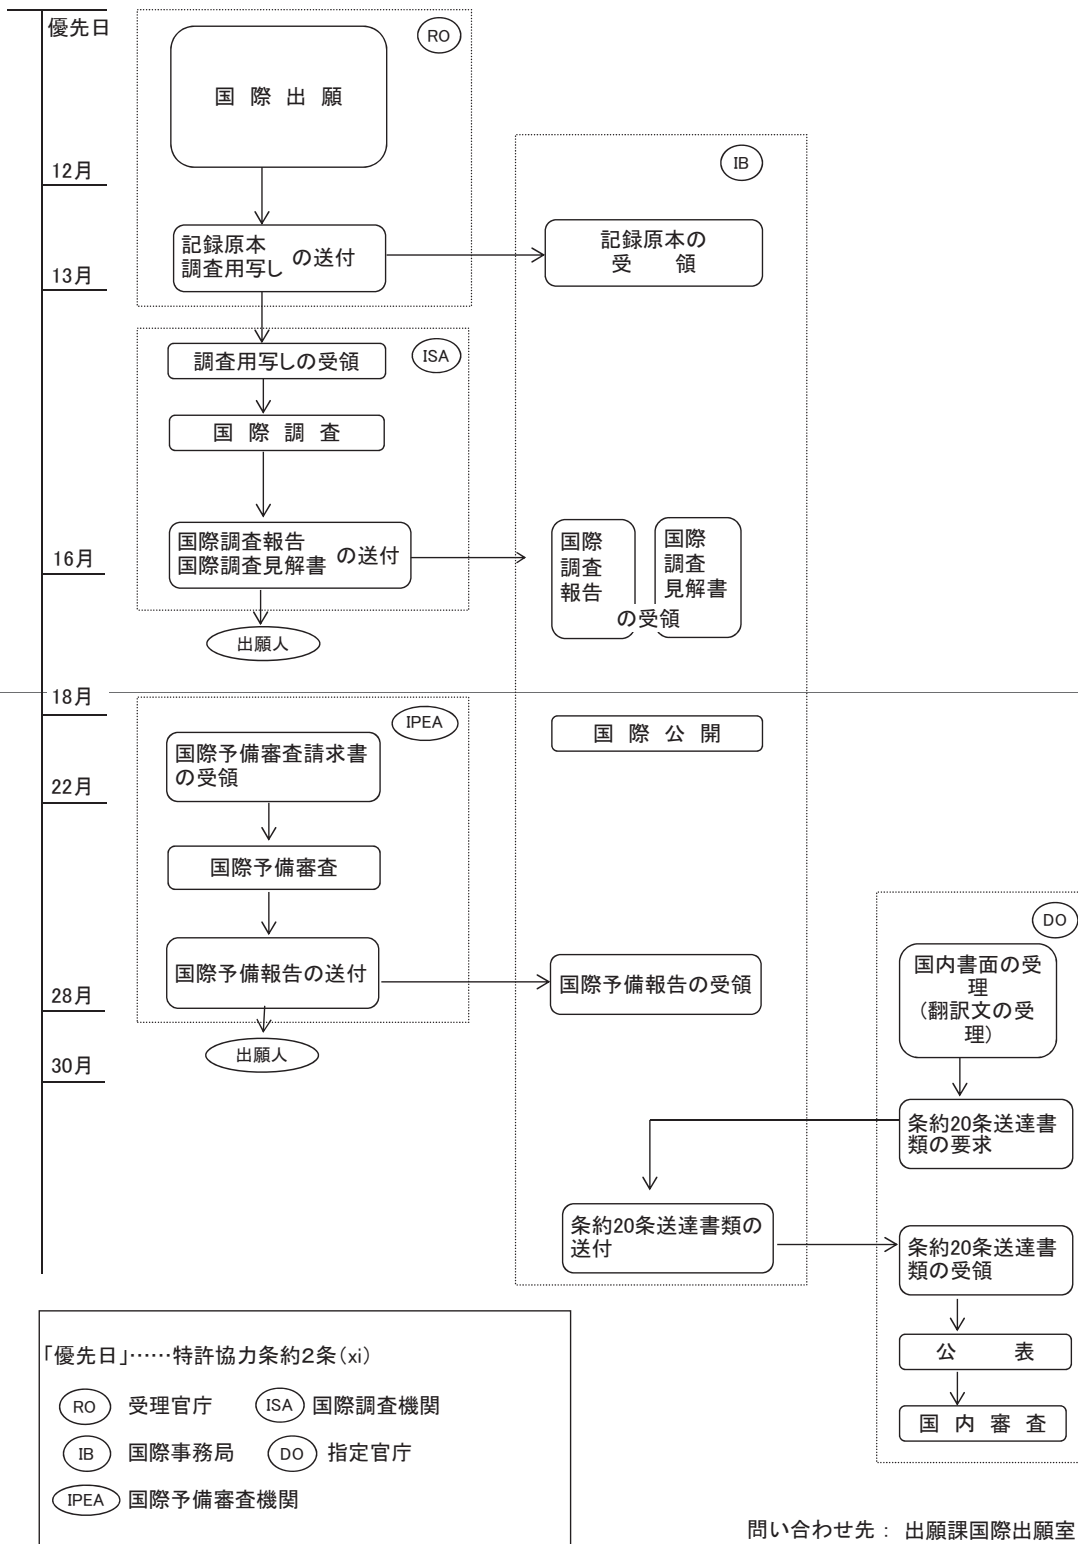 優先日
RO
国 際 出 願
12月
IB
記録原本
調査用写し の送付
記録原本の
受 領
13月
調査用写しの受領
ISA
国 際 調 査
16月
国際調査報告
国際調査見解書 の送付
国際
調査
報告
国際
調査
見解書
の受領
出願人
18月
IPEA
国 際 公 開
国際予備審査請求書
の受領
22月
国際予備審査
DO
国際予備報告の送付
国際予備報告の受領
国内書面の受
理
(翻訳文の受
理)
28月
出願人
30月
条約20条送達書
類の要求
条約20条送達書類の
送付
条約20条送達書
類の受領
公 表
国 内 審 査
「優先日」……特許協力条約2条(xi)
RO 受理官庁 ISA 国際調査機関
IB 国際事務局 DO 指定官庁
IPEA 国際予備審査機関
問い合わせ先： 出願課国際出願室